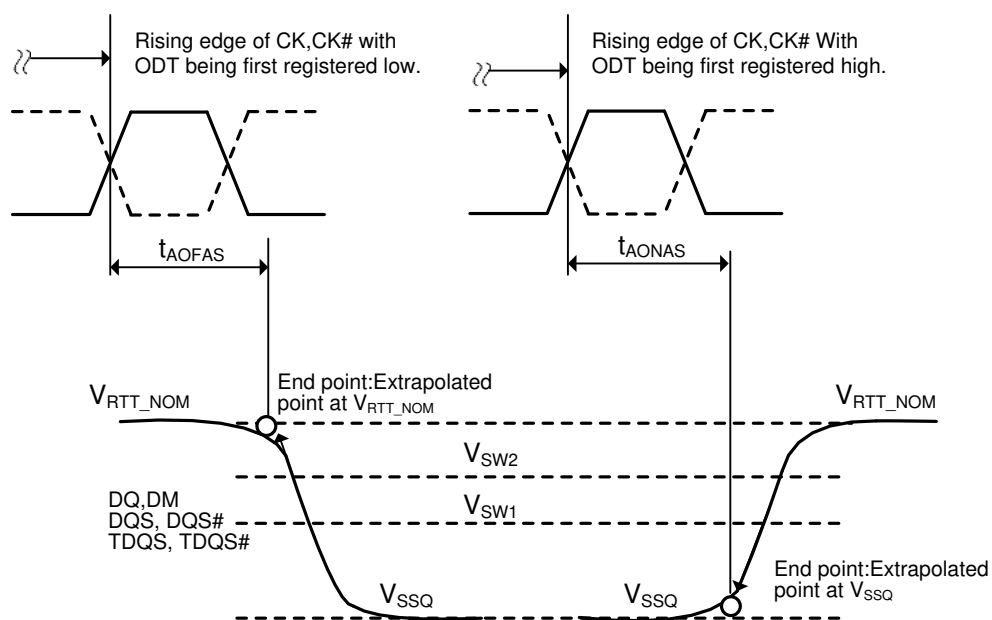 Rising edge of CK,CK# with
ODT being first registered low.
Rising edge of CK,CK# With
ODT being first registered high.
tAOFAS
tAONAS
End point:Extrapolated
point at VRTT_NOM
VRTT_NOM
VRTT_NOM
VSW2
DQ,DM
DQS, DQS#
TDQS, TDQS#
VSW1
End point:Extrapolated
point at VSSQ
VSSQ
VSSQ